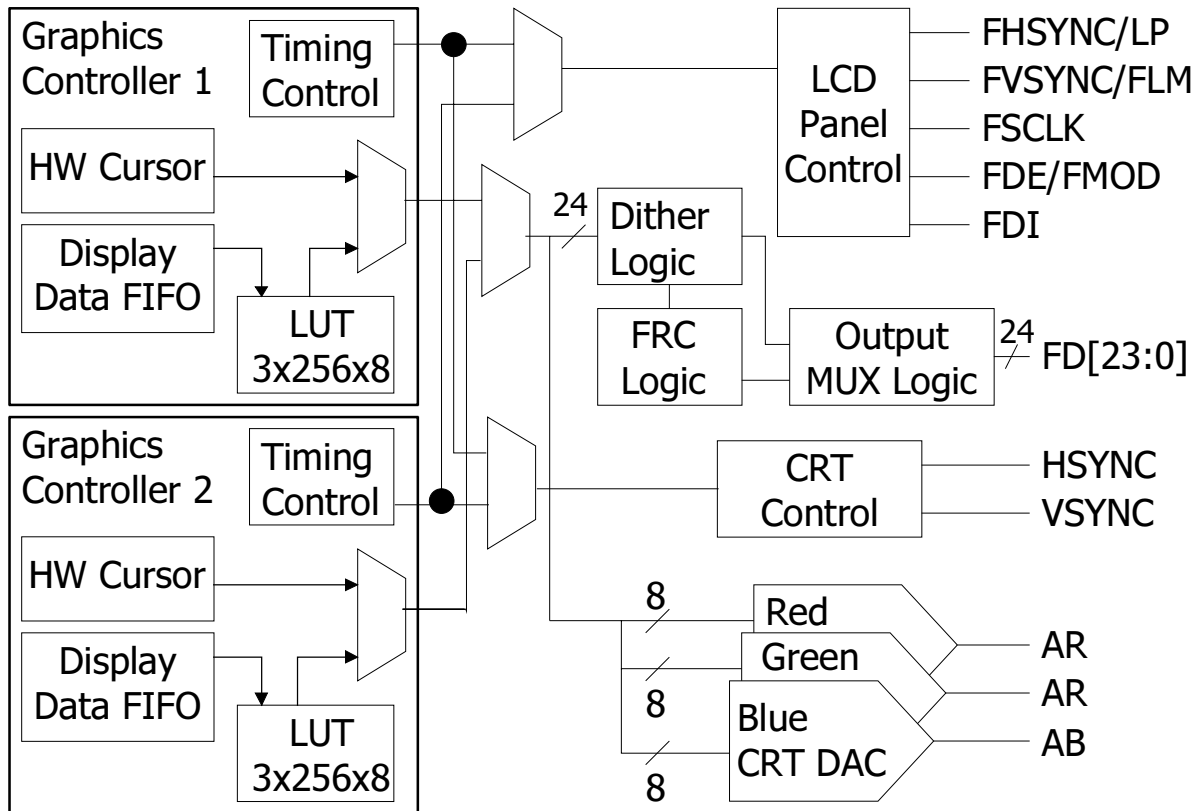 Graphics
Controller 1
Timing
Control
HW Cursor
Display
Data FIFO
LUT
3x256x8
LCD
Panel
Control
FHSYNC/LP
FVSYNC/FLM
FSCLK
FDE/FMOD
FDI
24
Dither
Logic
FRC
Logic
Output
MUX Logic
24
FD[23:0]
Graphics
Controller 2
Timing
Control
HW Cursor
Display
Data FIFO
LUT
3x256x8
CRT
Control
HSYNC
VSYNC
8
Red
AR
8
Green
AR
8
Blue
CRT DAC
AB